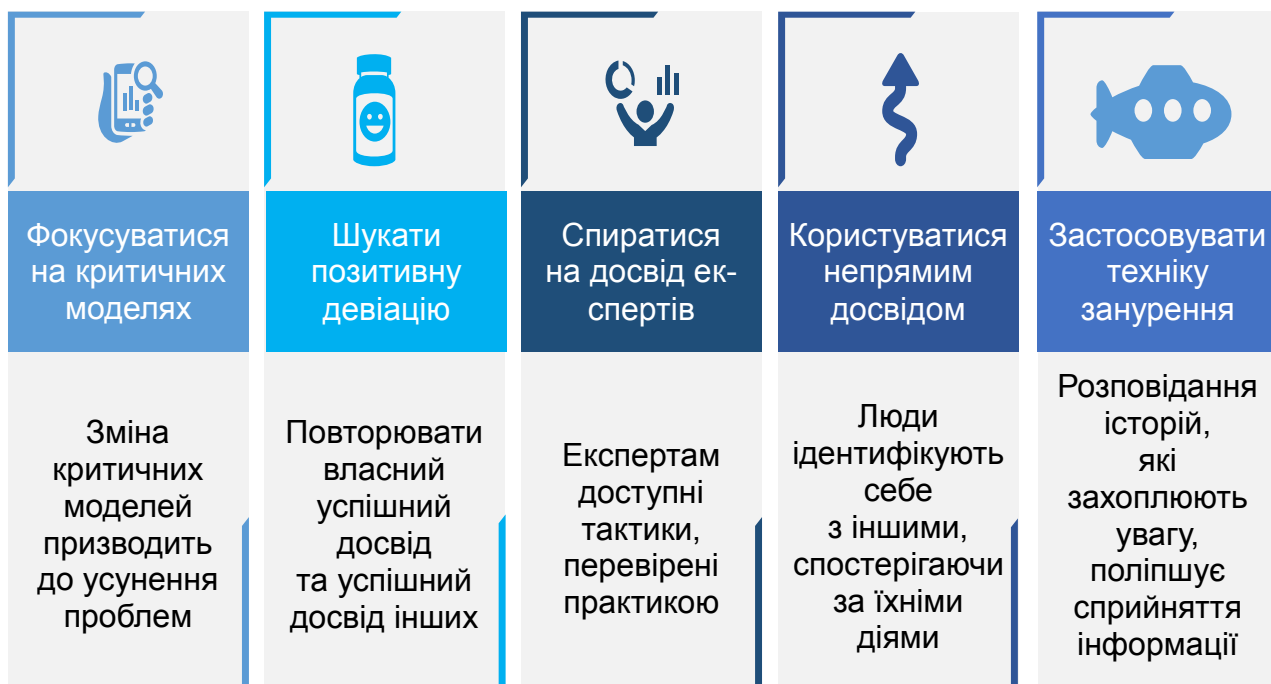 Фокусуватися
на критичних
моделях
Шукати
позитивну
девіацію
Спиратися
на досвід ек-
спертів
Користуватися
непрямим
досвідом
Застосовувати
техніку
занурення
Зміна
критичних
моделей
призводить
до усунення
проблем
Повторювати
власний
успішний
досвід
та успішний
досвід інших
Експертам
доступні
тактики,
перевірені
практикою
Люди
ідентифікують
себе
з іншими,
спостерігаючи
за їхніми
діями
Розповідання
історій,
які
захоплюють
увагу,
поліпшує
сприйняття
інформації